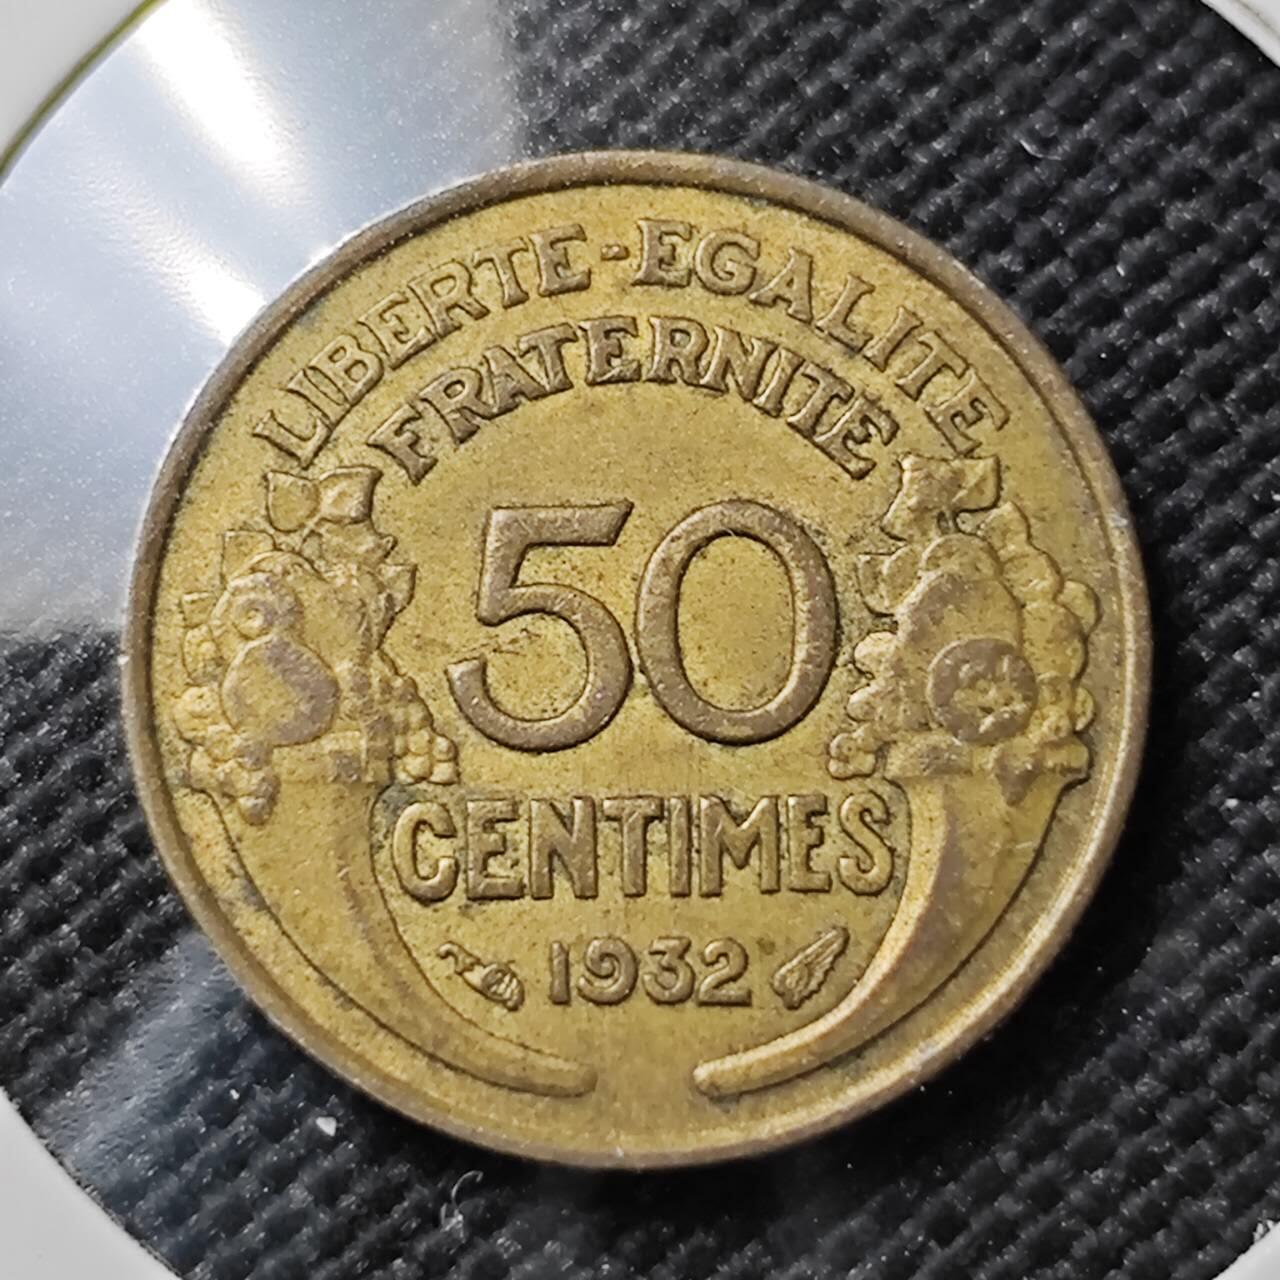 LIBERTE-EGALITE
FRATERNITE
50
CENTIMES
1932